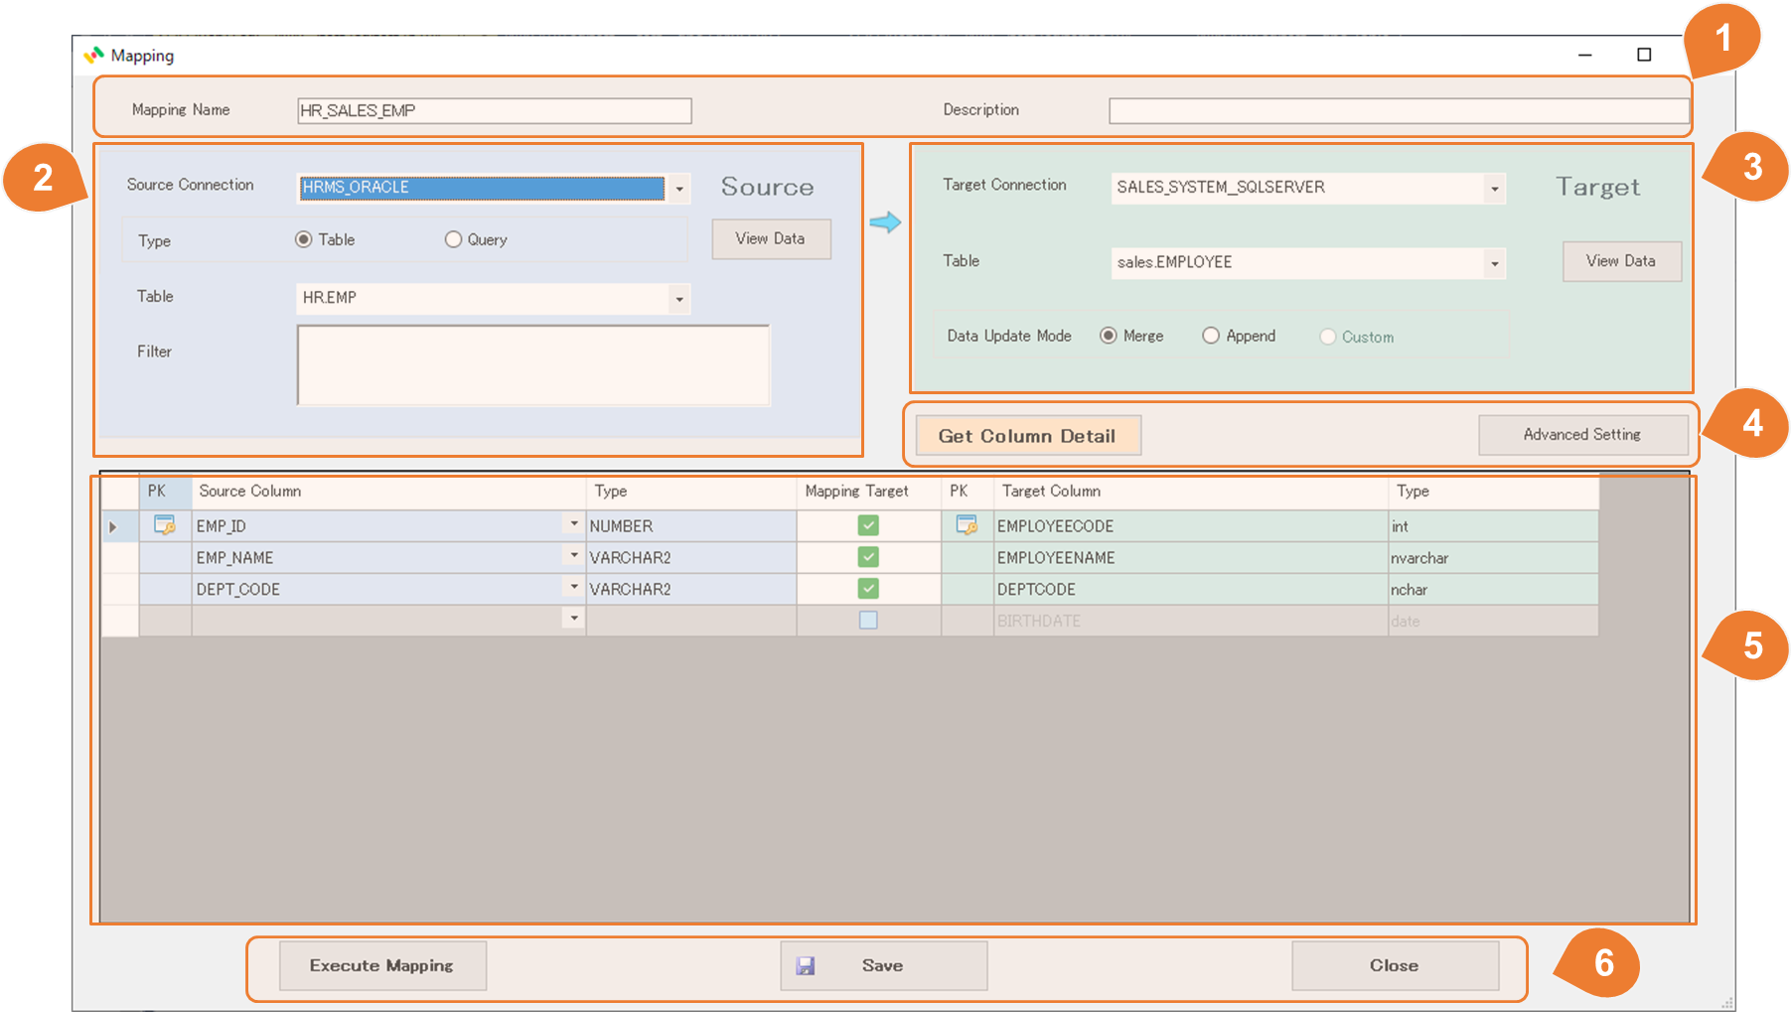 1
Mapping
Mapping Name HR_SALES_EMP Description
2
Source Connection HRMS_ORACLE Source
Type Table Query View Data
Table HR.EMP
Filter
3
Target Connection SALES_SYSTEM_SQLSERVER Target
Table sales.EMPLOYEE View Data
Data Update Mode Merge Append Custom
4
Get Column Detail Advanced Setting
PK Source Column Type Mapping Target PK Target Column Type
EMP_ID NUMBER EMPLOYEECODE int
EMP_NAME VARCHAR2 EMPLOYEENAME nvarchar
DEPT_CODE VARCHAR2 DEPTCODE nchar
BIRTHDATE date
5
Execute Mapping Save Close
6